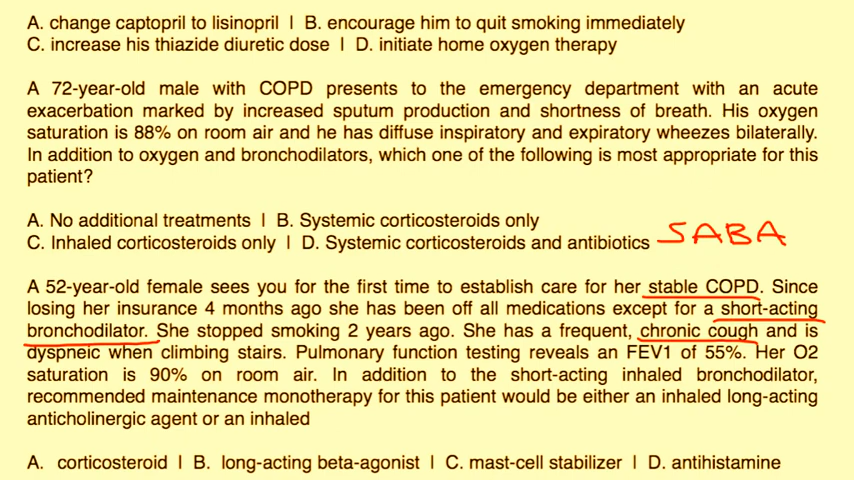 A. change captopril to lisinopril | B. encourage him to quit smoking immediately
C. increase his thiazide diuretic dose | D. initiate home oxygen therapy
A 72-year-old male with COPD presents to the emergency department with an acute
exacerbation marked by increased sputum production and shortness of breath. His oxygen
saturation is 88% on room air and he has diffuse inspiratory and expiratory wheezes bilaterally.
In addition to oxygen and bronchodilators, which one of the following is most appropriate for this
patient?
A. No additional treatments | B. Systemic corticosteroids only
C. Inhaled corticosteroids only | D. Systemic corticosteroids and antibiotics SABA
A 52-year-old female sees you for the first time to establish care for her stable COPD. Since
losing her insurance 4 months ago she has been off all medications except for a short-acting
bronchodilator. She stopped smoking 2 years ago. She has a frequent, chronic cough and is
dyspneic when climbing stairs. Pulmonary function testing reveals an FEV1 of 55%. Her O2
saturation is 90% on room air. In addition to the short-acting inhaled bronchodilator,
recommended maintenance monotherapy for this patient would be either an inhaled long-acting
anticholinergic agent or an inhaled
A. corticosteroid | B. long-acting beta-agonist | C. mast-cell stabilizer | D. antihistamine